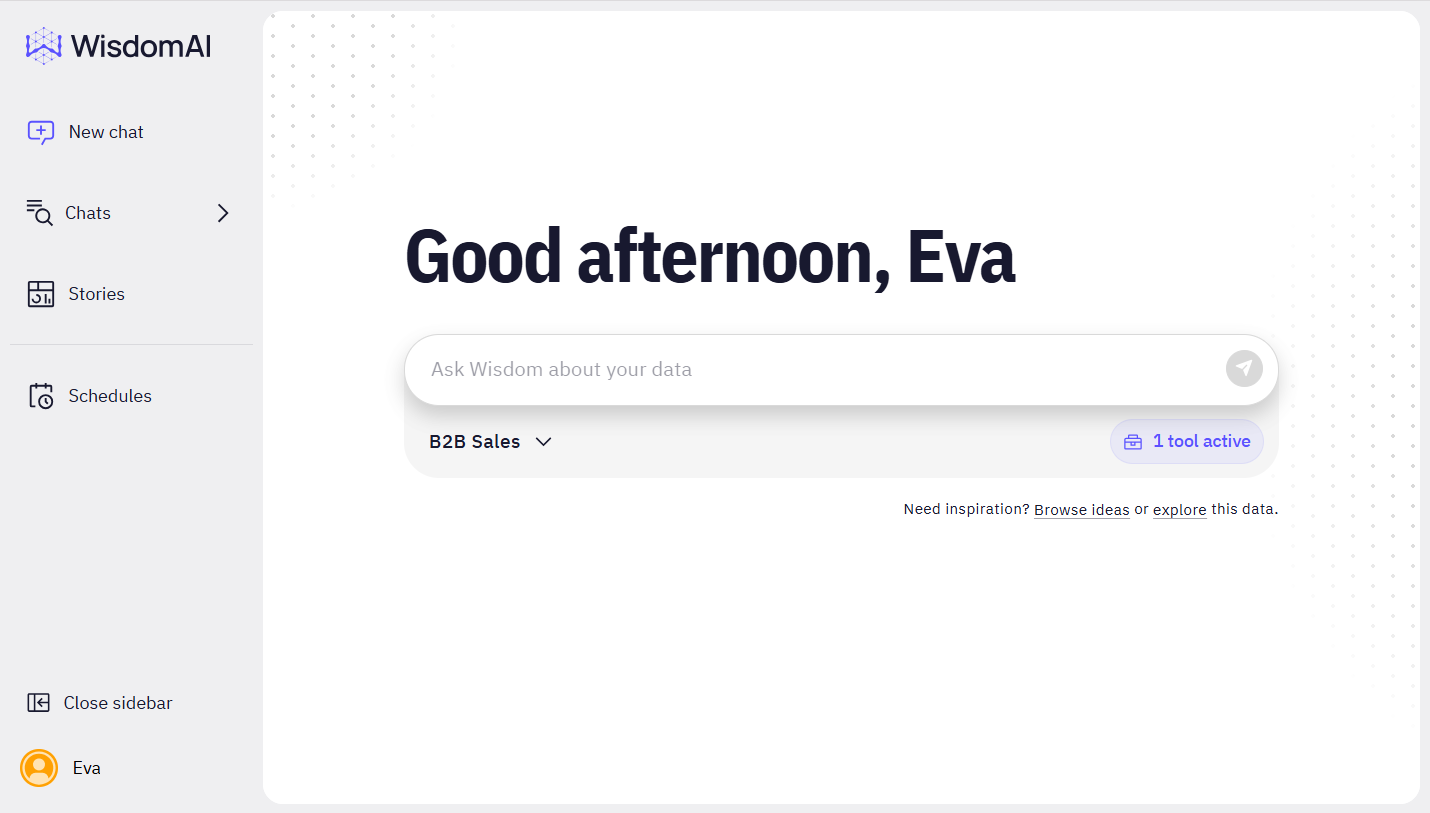 WisdomAI
New chat
Chats
Stories
Schedules
Close sidebar
Eva
Good afternoon, Eva
Ask Wisdom about your data
B2B Sales
1 tool active
Need inspiration? Browse ideas or explore this data.